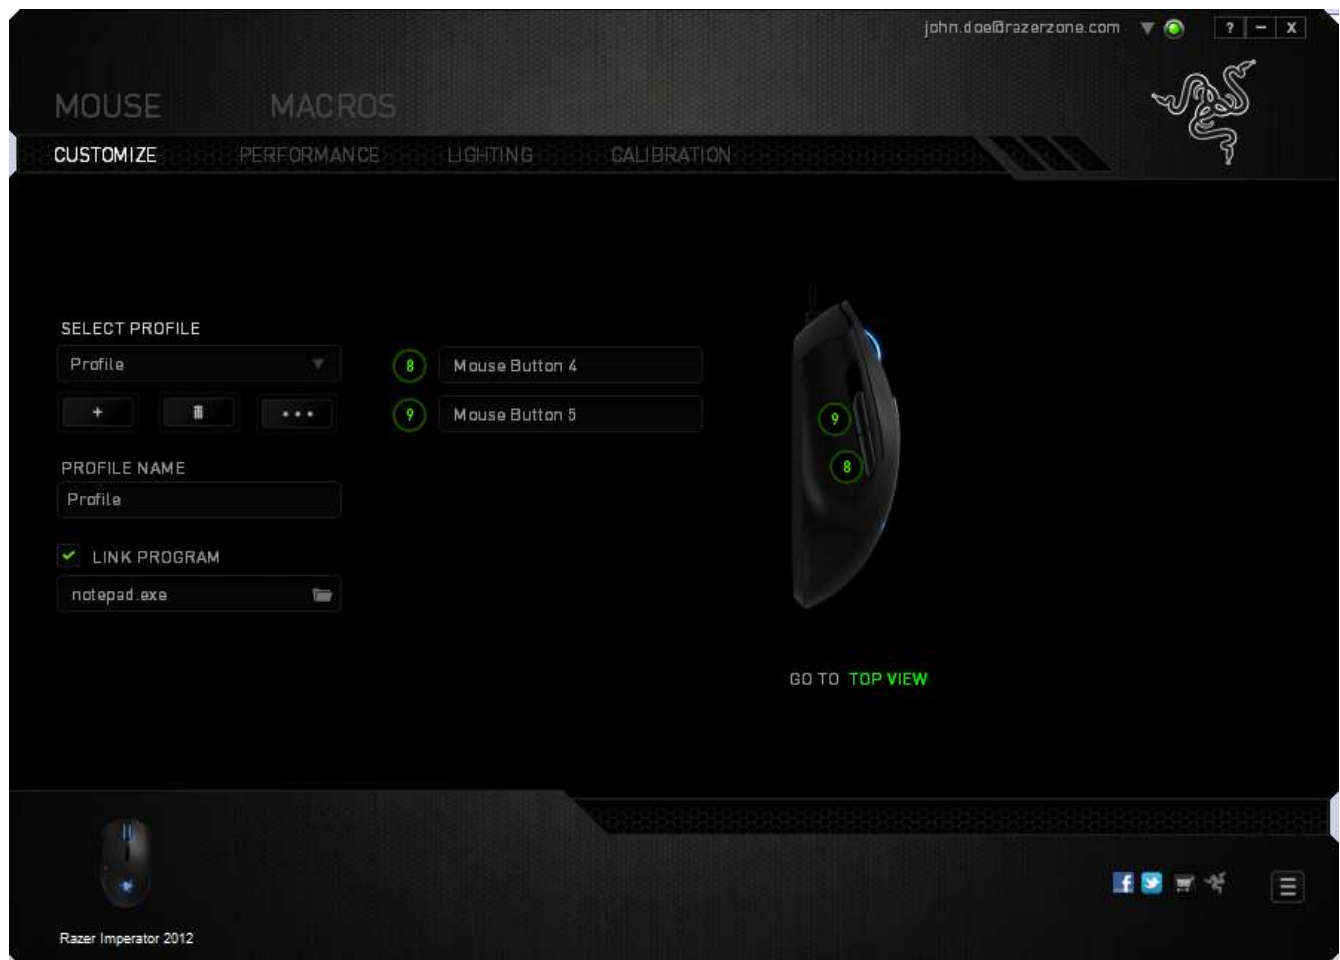 john.doe@razerzone.com ? – X
MOUSE MACROS
CUSTOMIZE PERFORMANCE LIGHTING CALIBRATION
SELECT PROFILE
Profile
8 Mouse Button 4
+ •••
9 Mouse Button 5
9
8
PROFILE NAME
Profile
LINK PROGRAM
notepad.exe
GO TO TOP VIEW
f
Razer Imperator 2012